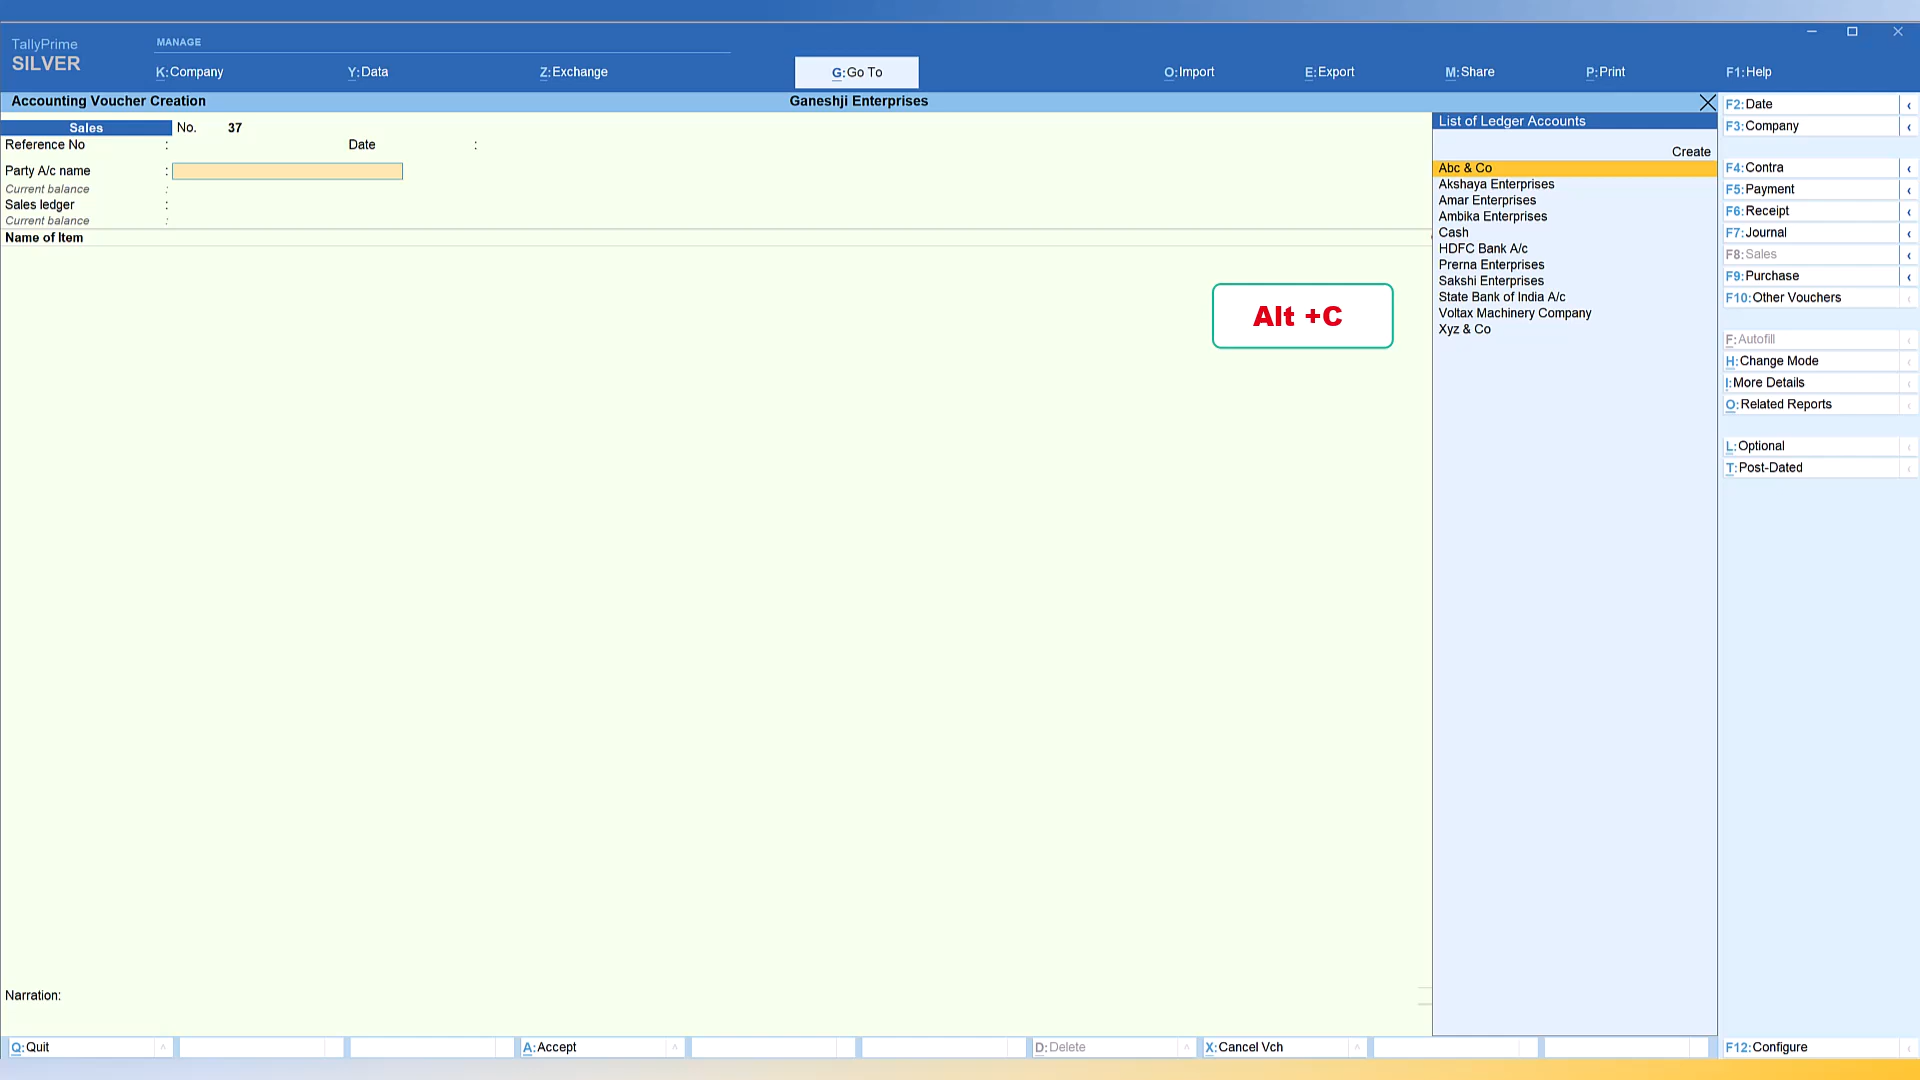 TallyPrime
SILVER
MANAGE
K:Company Y:Data Z:Exchange G:Go To O:Import E:Export M:Share P:Print F1:Help
Accounting Voucher Creation Ganeshji Enterprises
Sales No. 37
Reference No : Date :
Party A/c name :
Current balance :
Sales ledger :
Current balance :
Name of Item
Alt +C
Narration:
List of Ledger Accounts
Create
Abc & Co
Akshaya Enterprises
Amar Enterprises
Ambika Enterprises
Cash
HDFC Bank A/c
Prerna Enterprises
Sakshi Enterprises
State Bank of India A/c
Voltax Machinery Company
Xyz & Co
F2:Date
F3:Company
F4:Contra
F5:Payment
F6:Receipt
F7:Journal
F8:Sales
F9:Purchase
F10:Other Vouchers
F:Autofill
H:Change Mode
I:More Details
O:Related Reports
L:Optional
T:Post-Dated
Q:Quit A:Accept D:Delete X:Cancel Vch F12:Configure